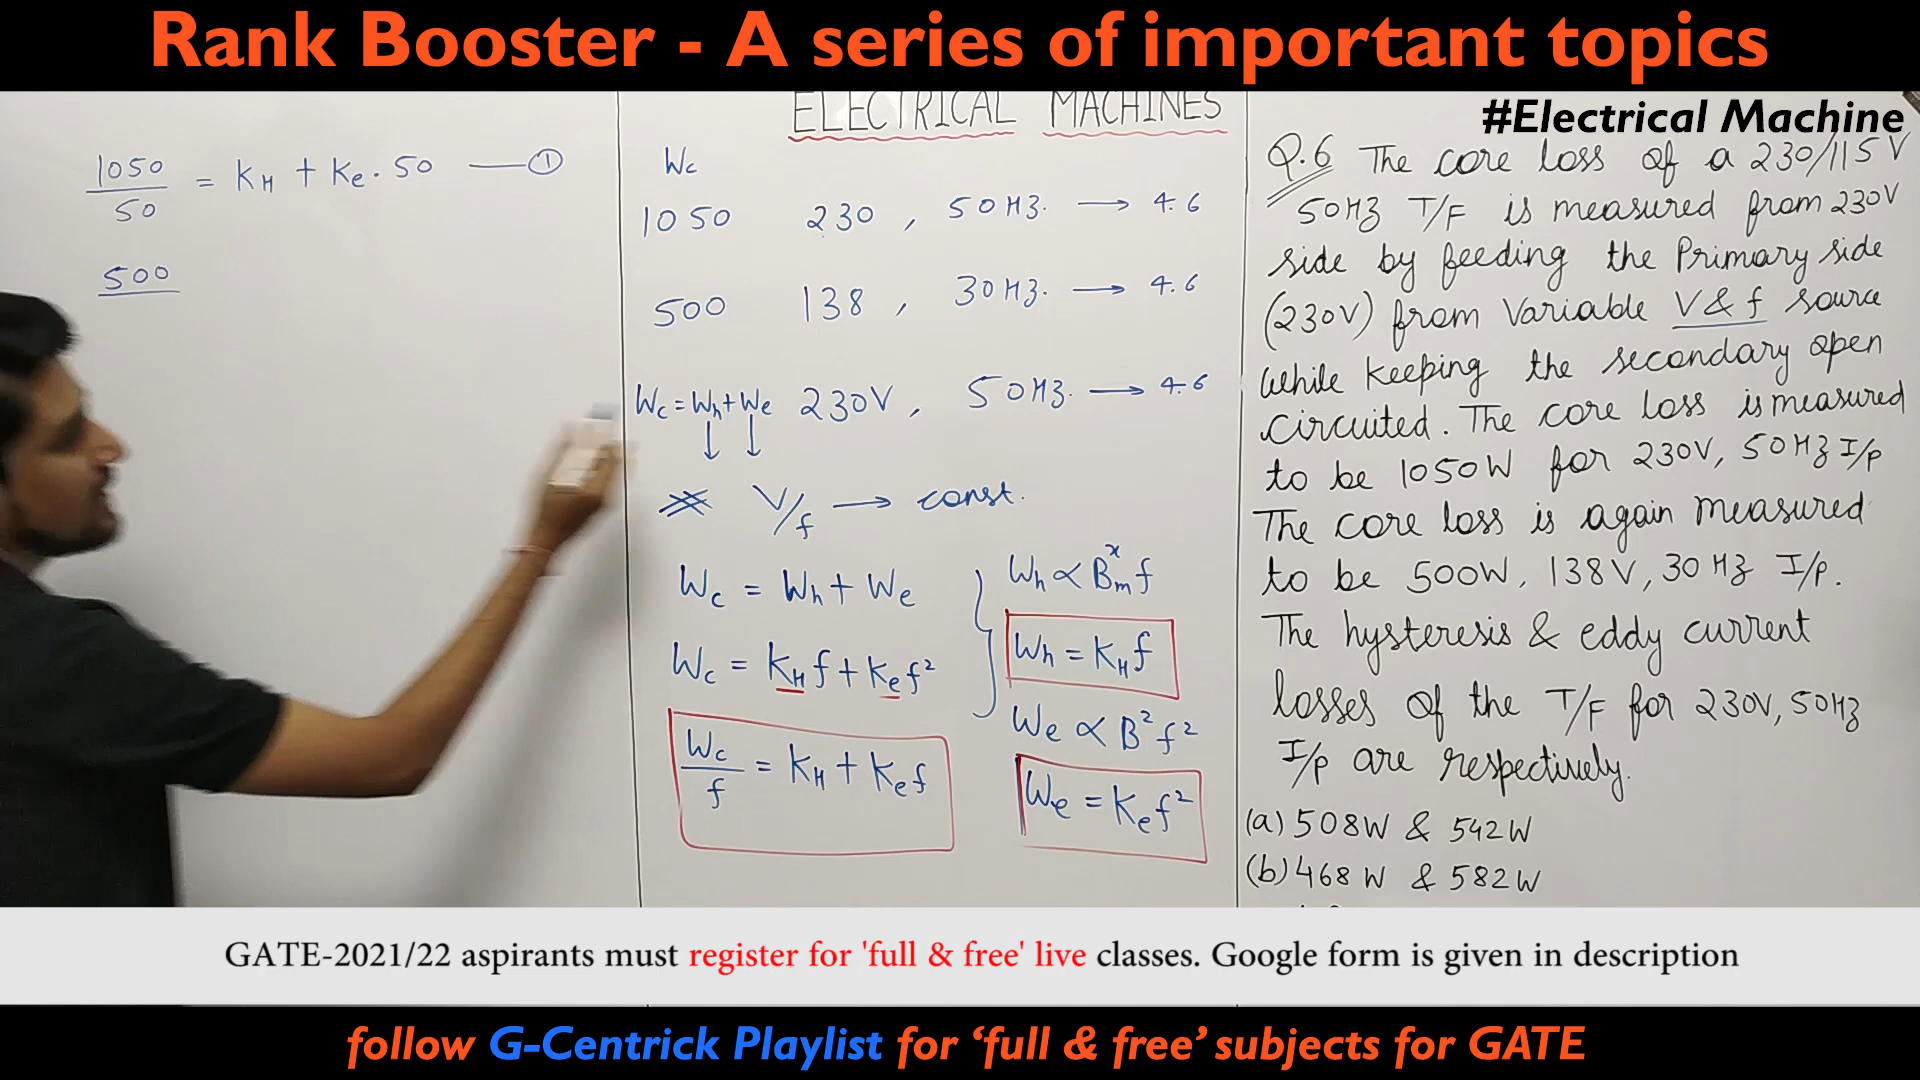 Rank Booster - A series of important topics
#Electrical Machine
1050/50 = KH + Ke · 50 —— ①
500
ELECTRICAL MACHINES
Wc
1050 230 , 50Hz. → 4.6
500 138 , 30Hz. → 4.6
Wc = Wh + We 230V , 50Hz. → 4.6
↓ ↓
V/f → const.
Wc = Wh + We
Wc = KH f + Ke f²
Wc/f = KH + Ke f
Wh ∝ Bm^x f
Wh = KH f
We ∝ B² f²
We = Ke f²
Q.6 The core loss of a 230/115V
50Hz T/F is measured from 230V
side by feeding the Primary side
(230V) from Variable V & f source
while keeping the secondary open
circuited. The core loss is measured
to be 1050W for 230V, 50Hz I/p
The core loss is again measured
to be 500W, 138V, 30Hz I/p.
The hysteresis & eddy current
losses of the T/F for 230V, 50Hz
I/p are respectively.
(a) 508W & 542W
(b) 468W & 582W
GATE-2021/22 aspirants must register for 'full & free' live classes. Google form is given in description
follow G-Centrick Playlist for ‘full & free’ subjects for GATE